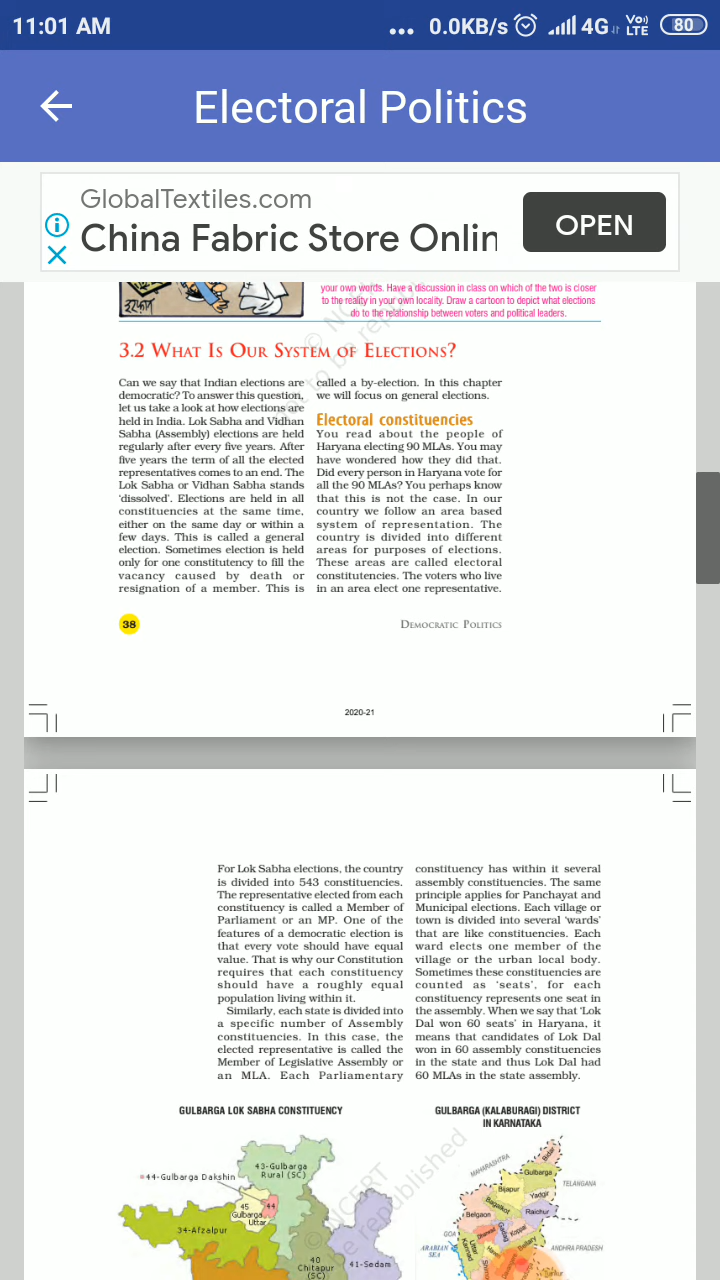 11:01 AM
... 0.0KB/s 4G Vo)) LTE 80
Electoral Politics
GlobalTextiles.com
China Fabric Store Onlin
OPEN
your own words. Have a discussion in class on which of the two is closer
to the reality in your own locality. Draw a cartoon to depict what elections
do to the relationship between voters and political leaders.
3.2 WHAT IS OUR SYSTEM OF ELECTIONS?
Can we say that Indian elections are
democratic? To answer this question,
let us take a look at how elections are
held in India. Lok Sabha and Vidhan
Sabha (Assembly) elections are held
regularly after every five years. After
five years the term of all the elected
representatives comes to an end. The
Lok Sabha or Vidhan Sabha stands
‘dissolved’. Elections are held in all
constituencies at the same time,
either on the same day or within a
few days. This is called a general
election. Sometimes election is held
only for one constitutency to fill the
vacancy caused by death or
resignation of a member. This is
called a by-election. In this chapter
we will focus on general elections.
Electoral constituencies
You read about the people of
Haryana electing 90 MLAs. You may
have wondered how they did that.
Did every person in Haryana vote for
all the 90 MLAs? You perhaps know
that this is not the case. In our
country we follow an area based
system of representation. The
country is divided into different
areas for purposes of elections.
These areas are called electoral
constitutencies. The voters who live
in an area elect one representative.
38
DEMOCRATIC POLITICS
2020-21
For Lok Sabha elections, the country
is divided into 543 constituencies.
The representative elected from each
constituency is called a Member of
Parliament or an MP. One of the
features of a democratic election is
that every vote should have equal
value. That is why our Constitution
requires that each constituency
should have a roughly equal
population living within it.
Similarly, each state is divided into
a specific number of Assembly
constituencies. In this case, the
elected representative is called the
Member of Legislative Assembly or
an MLA. Each Parliamentary
constituency has within it several
assembly constituencies. The same
principle applies for Panchayat and
Municipal elections. Each village or
town is divided into several ‘wards’
that are like constituencies. Each
ward elects one member of the
village or the urban local body.
Sometimes these constituencies are
counted as ‘seats’, for each
constituency represents one seat in
the assembly. When we say that ‘Lok
Dal won 60 seats’ in Haryana, it
means that candidates of Lok Dal
won in 60 assembly constituencies
in the state and thus Lok Dal had
60 MLAs in the state assembly.
GULBARGA LOK SABHA CONSTITUENCY
43-Gulbarga
Rural (SC)
44-Gulbarga Dakshin
45
Gulbarga
Uttar
44
34-Afzalpur
40
Chitapur
(SC)
41-Sedam
GULBARGA (KALABURAGI) DISTRICT
IN KARNATAKA
MAHARASHTRA
Bidar
Gulbarga
TELANGANA
Bijapur
Yadgir
Bagalkot
Raichur
Belgaon
GOA
Koppal
Bellary
ARABIAN
SEA
ANDHRA PRADESH
© NCERT
be republished